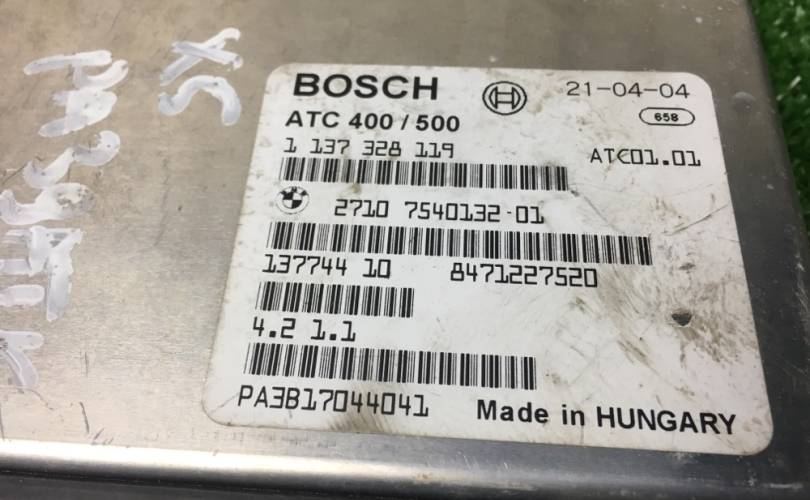 BOSCH 21-04-04
ATC 400 / 500 658
1 137 328 119 ATC01.01
2710 7540132-01
137744 10 8471227520
4.2 1.1
PA3B17044041 Made in HUNGARY